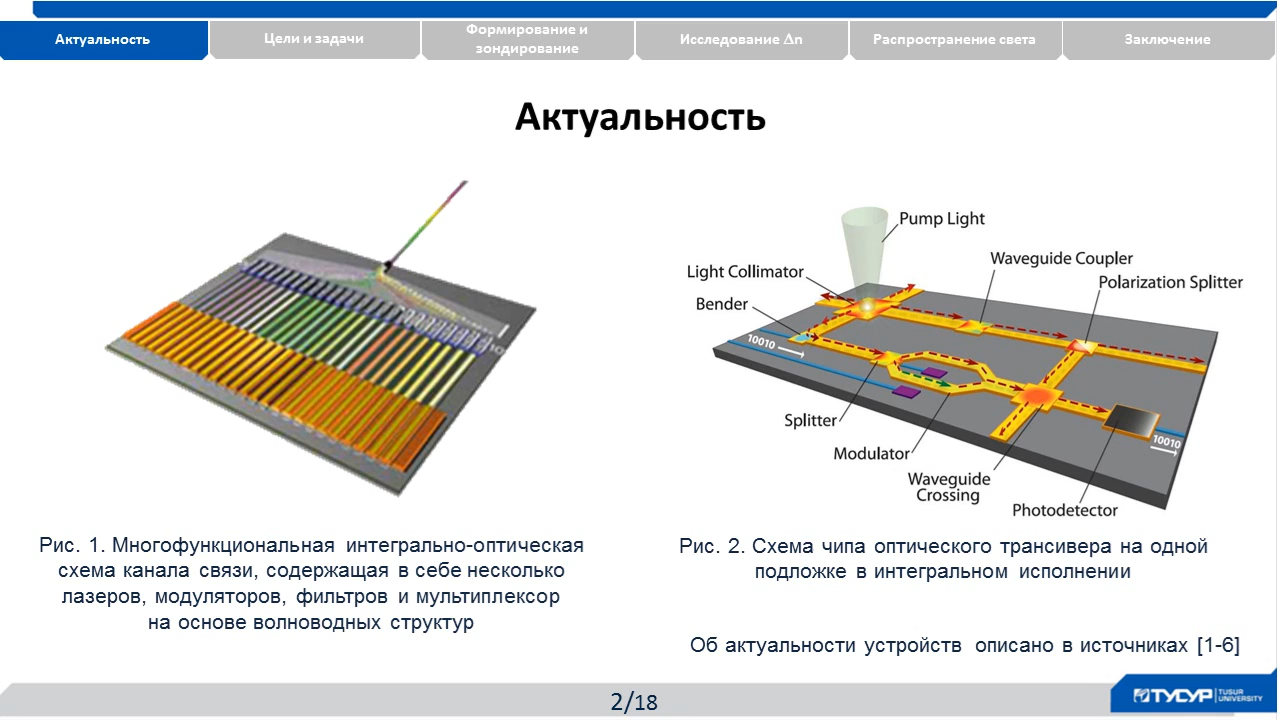 Актуальность
Цели и задачи
Формирование и
зондирование
Исследование Δn
Распространение света
Заключение
Актуальность
Pump Light
Waveguide Coupler
Light Collimator
Polarization Splitter
Bender
10010
Splitter
Modulator
Waveguide
Crossing
Photodetector
10010
Рис. 1. Многофункциональная интегрально-оптическая
схема канала связи, содержащая в себе несколько
лазеров, модуляторов, фильтров и мультиплексор
на основе волноводных структур
Рис. 2. Схема чипа оптического трансивера на одной
подложке в интегральном исполнении
Об актуальности устройств описано в источниках [1-6]
2/18
ТУСУР
TUSUR
UNIVERSITY